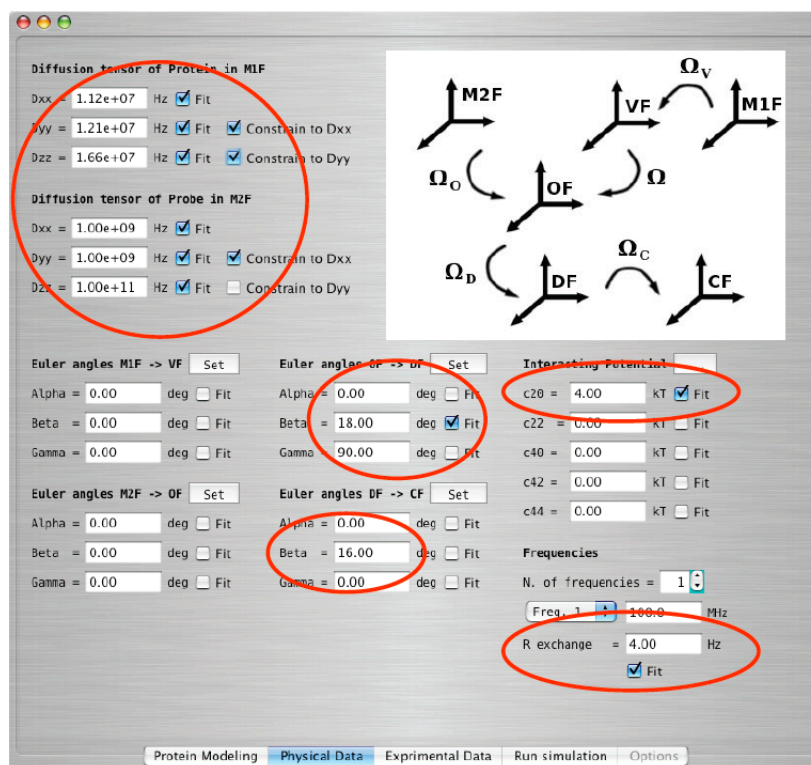 Diffusion tensor of Protein in M1F
Dxx = 1.12e+07 Hz Fit
Dyy = 1.21e+07 Hz Fit Constrain to Dxx
Dzz = 1.66e+07 Hz Fit Constrain to Dyy
Diffusion tensor of Probe in M2F
Dxx = 1.00e+09 Hz Fit
Dyy = 1.00e+09 Hz Fit Constrain to Dxx
Dzz = 1.00e+11 Hz Fit Constrain to Dyy
Ω_V
M2F VF M1F
Ω_O OF Ω
Ω_D DF Ω_C CF
Euler angles M1F -> VF Set
Alpha = 0.00 deg Fit
Beta = 0.00 deg Fit
Gamma = 0.00 deg Fit
Euler angles OF -> DF Set
Alpha = 0.00 deg Fit
Beta = 18.00 deg Fit
Gamma = 90.00 deg Fit
Interacting Potential ...
c20 = 4.00 kT Fit
c22 = 0.00 kT Fit
c40 = 0.00 kT Fit
c42 = 0.00 kT Fit
c44 = 0.00 kT Fit
Euler angles M2F -> OF Set
Alpha = 0.00 deg Fit
Beta = 0.00 deg Fit
Gamma = 0.00 deg Fit
Euler angles DF -> CF Set
Alpha = 0.00 deg Fit
Beta = 16.00 deg Fit
Gamma = 0.00 deg Fit
Frequencies
N. of frequencies = 1
Freq. 1 100.0 MHz
R exchange = 4.00 Hz
Fit
Protein Modeling Physical Data Exprimental Data Run simulation Options